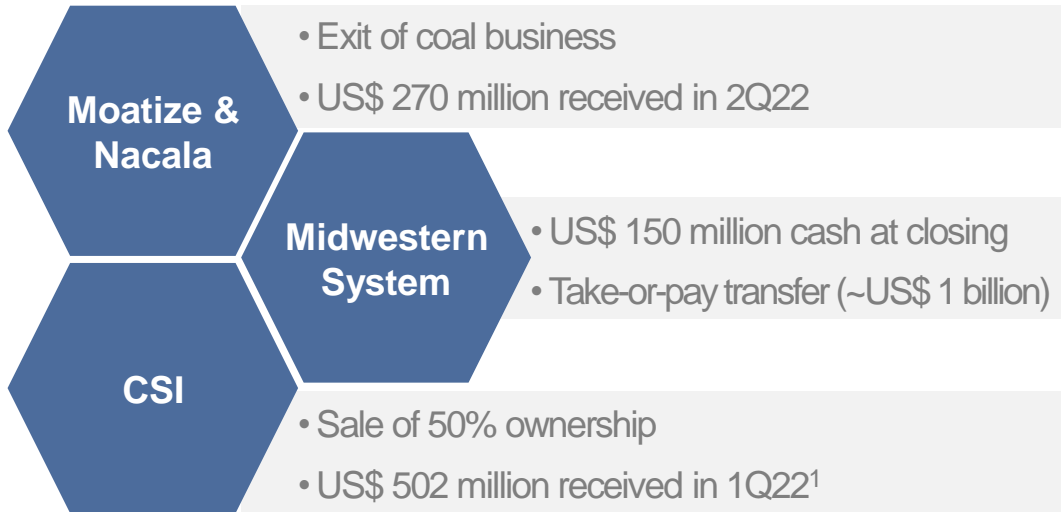 Moatize &
Nacala
• Exit of coal business
• US$ 270 million received in 2Q22
Midwestern
System
• US$ 150 million cash at closing
• Take-or-pay transfer (~US$ 1 billion)
CSI
• Sale of 50% ownership
• US$ 502 million received in 1Q22¹